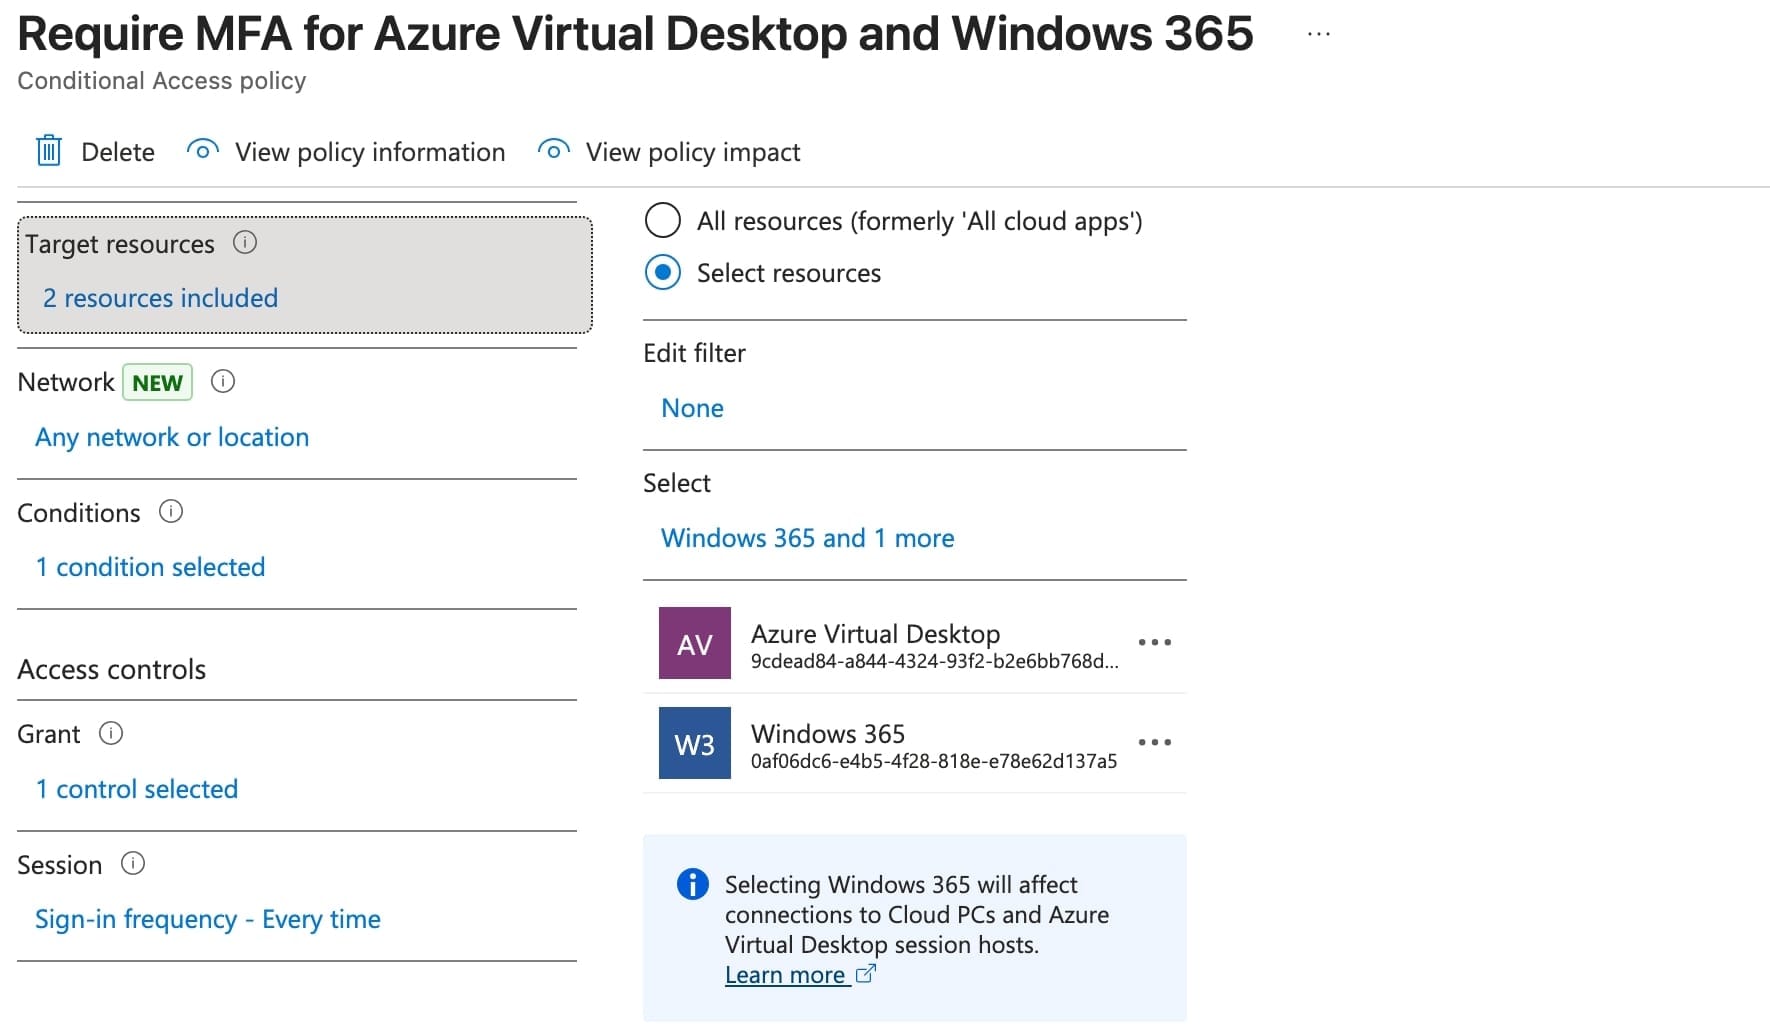 Require MFA for Azure Virtual Desktop and Windows 365 ...
Conditional Access policy
Delete View policy information View policy impact
Target resources
2 resources included
Network NEW
Any network or location
Conditions
1 condition selected
Access controls
Grant
1 control selected
Session
Sign-in frequency - Every time
All resources (formerly 'All cloud apps')
Select resources
Edit filter
None
Select
Windows 365 and 1 more
AV
Azure Virtual Desktop
9cdead84-a844-4324-93f2-b2e6bb768d...
W3
Windows 365
0af06dc6-e4b5-4f28-818e-e78e62d137a5
Selecting Windows 365 will affect
connections to Cloud PCs and Azure
Virtual Desktop session hosts.
Learn more